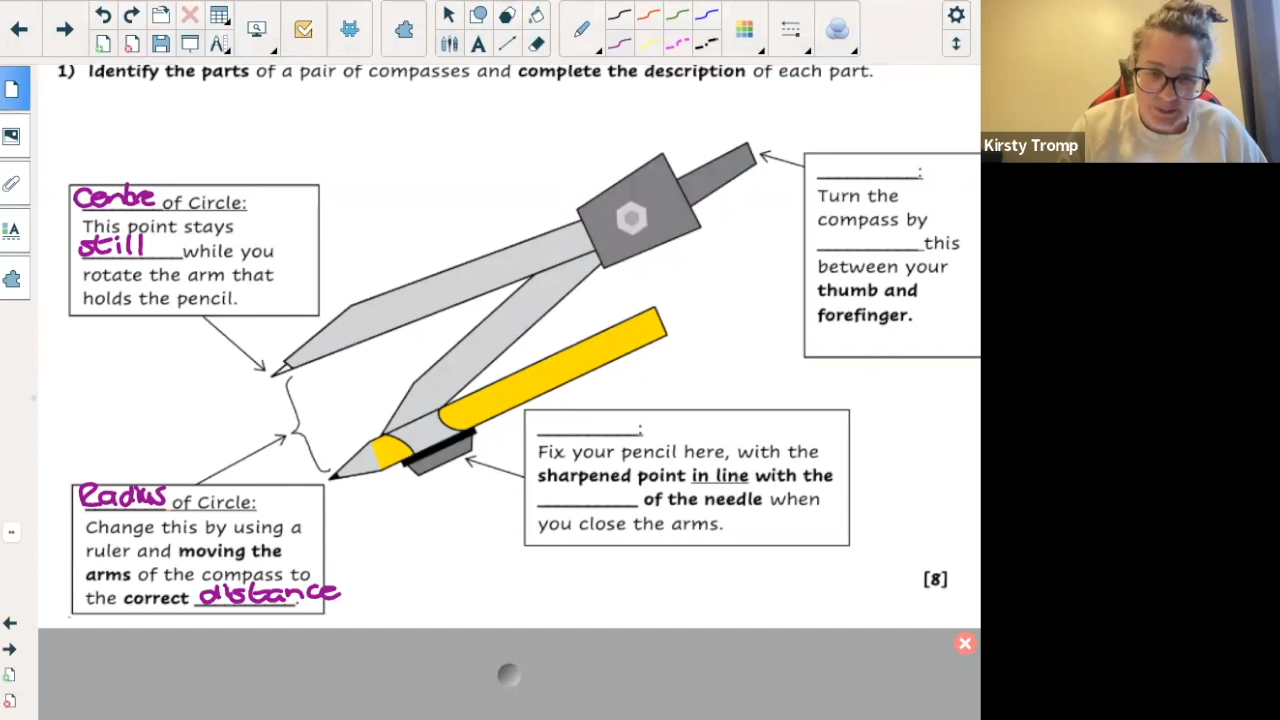 1) Identify the parts of a pair of compasses and complete the description of each part.
Kirsty Tromp
Centre of Circle:
This point stays
still while you
rotate the arm that
holds the pencil.
__________:
Turn the
compass by
__________ this
between your
thumb and
forefinger.
__________:
Fix your pencil here, with the
sharpened point in line with the
__________ of the needle when
you close the arms.
Radius of Circle:
Change this by using a
ruler and moving the
arms of the compass to
the correct distance.
[8]